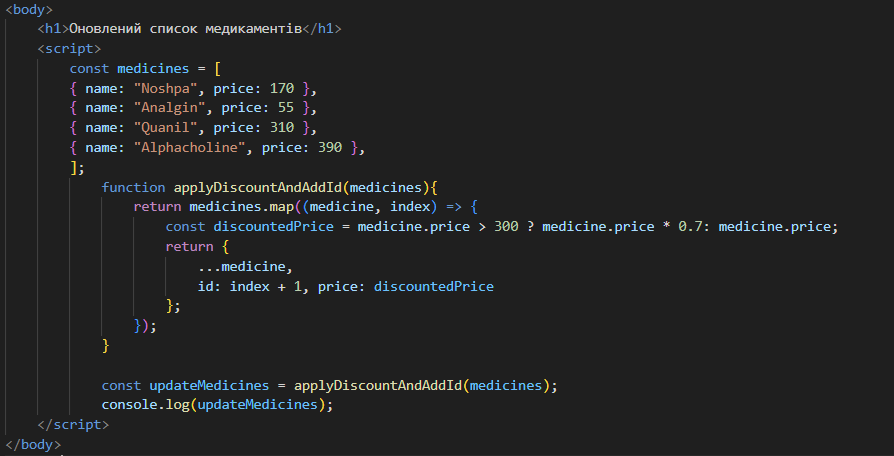 <body>
<h1>Оновлений список медикаментів</h1>
<script>
const medicines = [
{ name: "Noshpa", price: 170 },
{ name: "Analgin", price: 55 },
{ name: "Quanil", price: 310 },
{ name: "Alphacholine", price: 390 },
];
function applyDiscountAndAddId(medicines){
return medicines.map((medicine, index) => {
const discountedPrice = medicine.price > 300 ? medicine.price * 0.7: medicine.price;
return {
...medicine,
id: index + 1, price: discountedPrice
};
});
}
const updateMedicines = applyDiscountAndAddId(medicines);
console.log(updateMedicines);
</script>
</body>